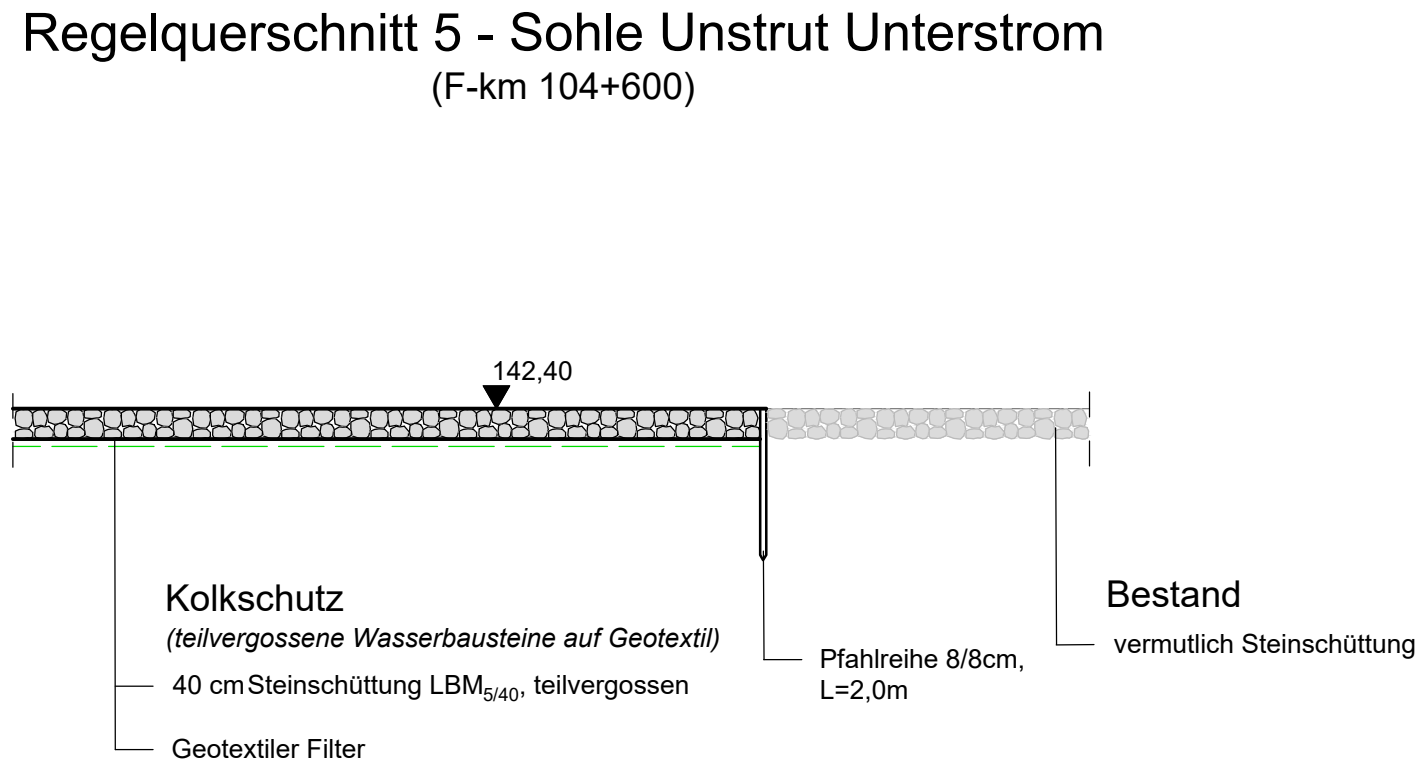 Regelquerschnitt 5 - Sohle Unstrut Unterstrom
(F-km 104+600)
142,40
Kolkschutz
(teilvergossene Wasserbausteine auf Geotextil)
40 cm Steinschüttung LBM5/40, teilvergossen
Geotextiler Filter
Pfahlreihe 8/8cm,
L=2,0m
Bestand
vermutlich Steinschüttung